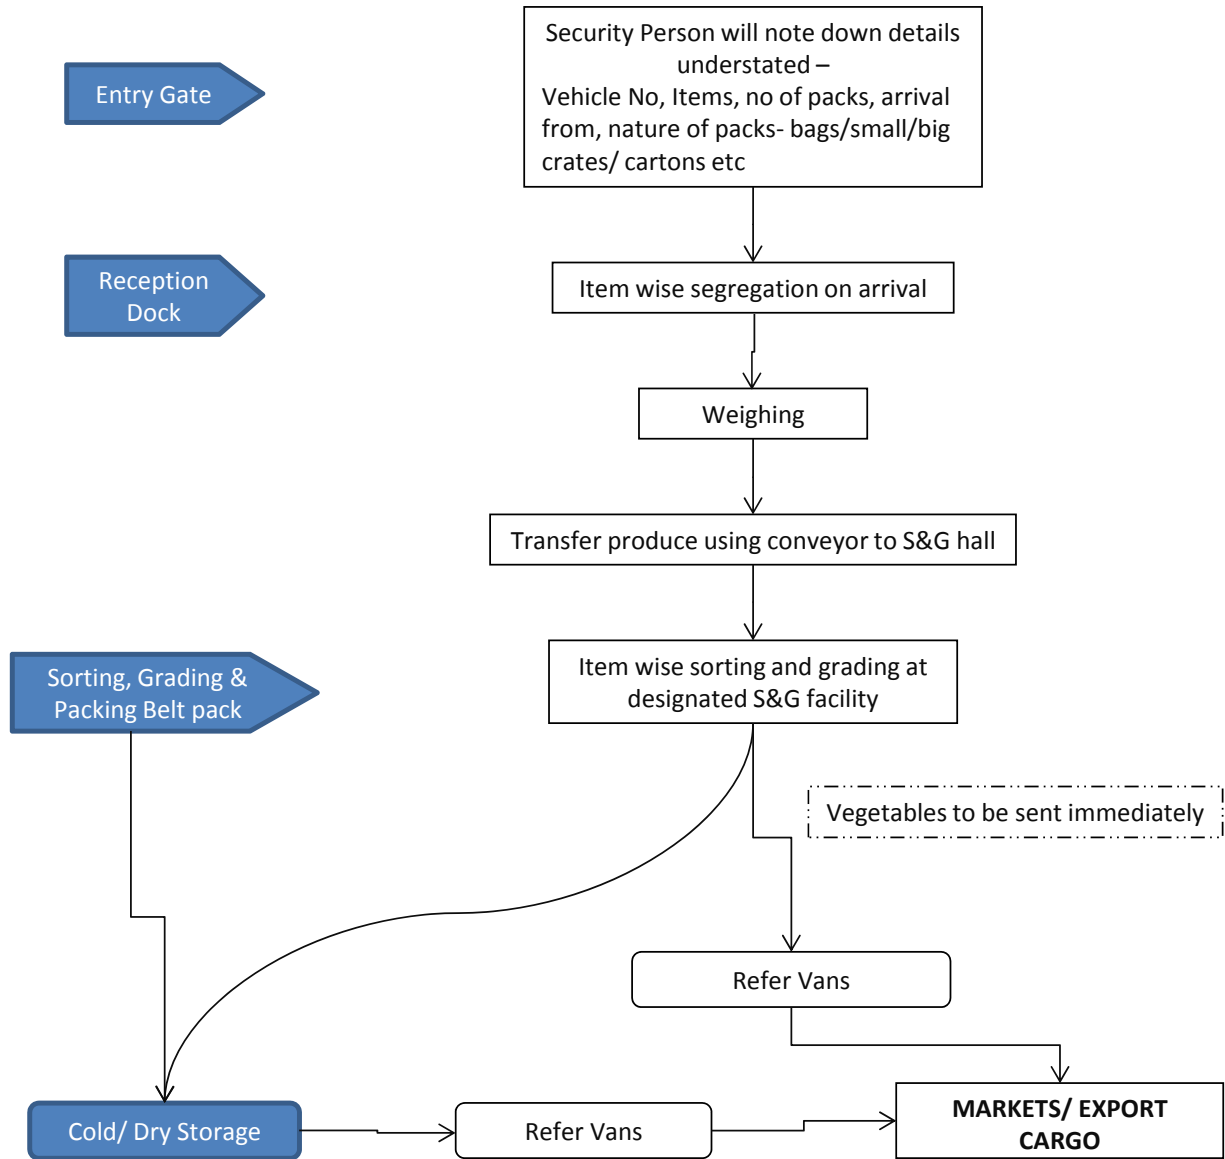 Security Person will note down details
understated –
Vehicle No, Items, no of packs, arrival
from, nature of packs- bags/small/big
crates/ cartons etc
Entry Gate
Reception
Dock
Item wise segregation on arrival
Weighing
Transfer produce using conveyor to S&G hall
Sorting, Grading &
Packing Belt pack
Item wise sorting and grading at
designated S&G facility
Vegetables to be sent immediately
Refer Vans
Cold/ Dry Storage
Refer Vans
MARKETS/ EXPORT
CARGO